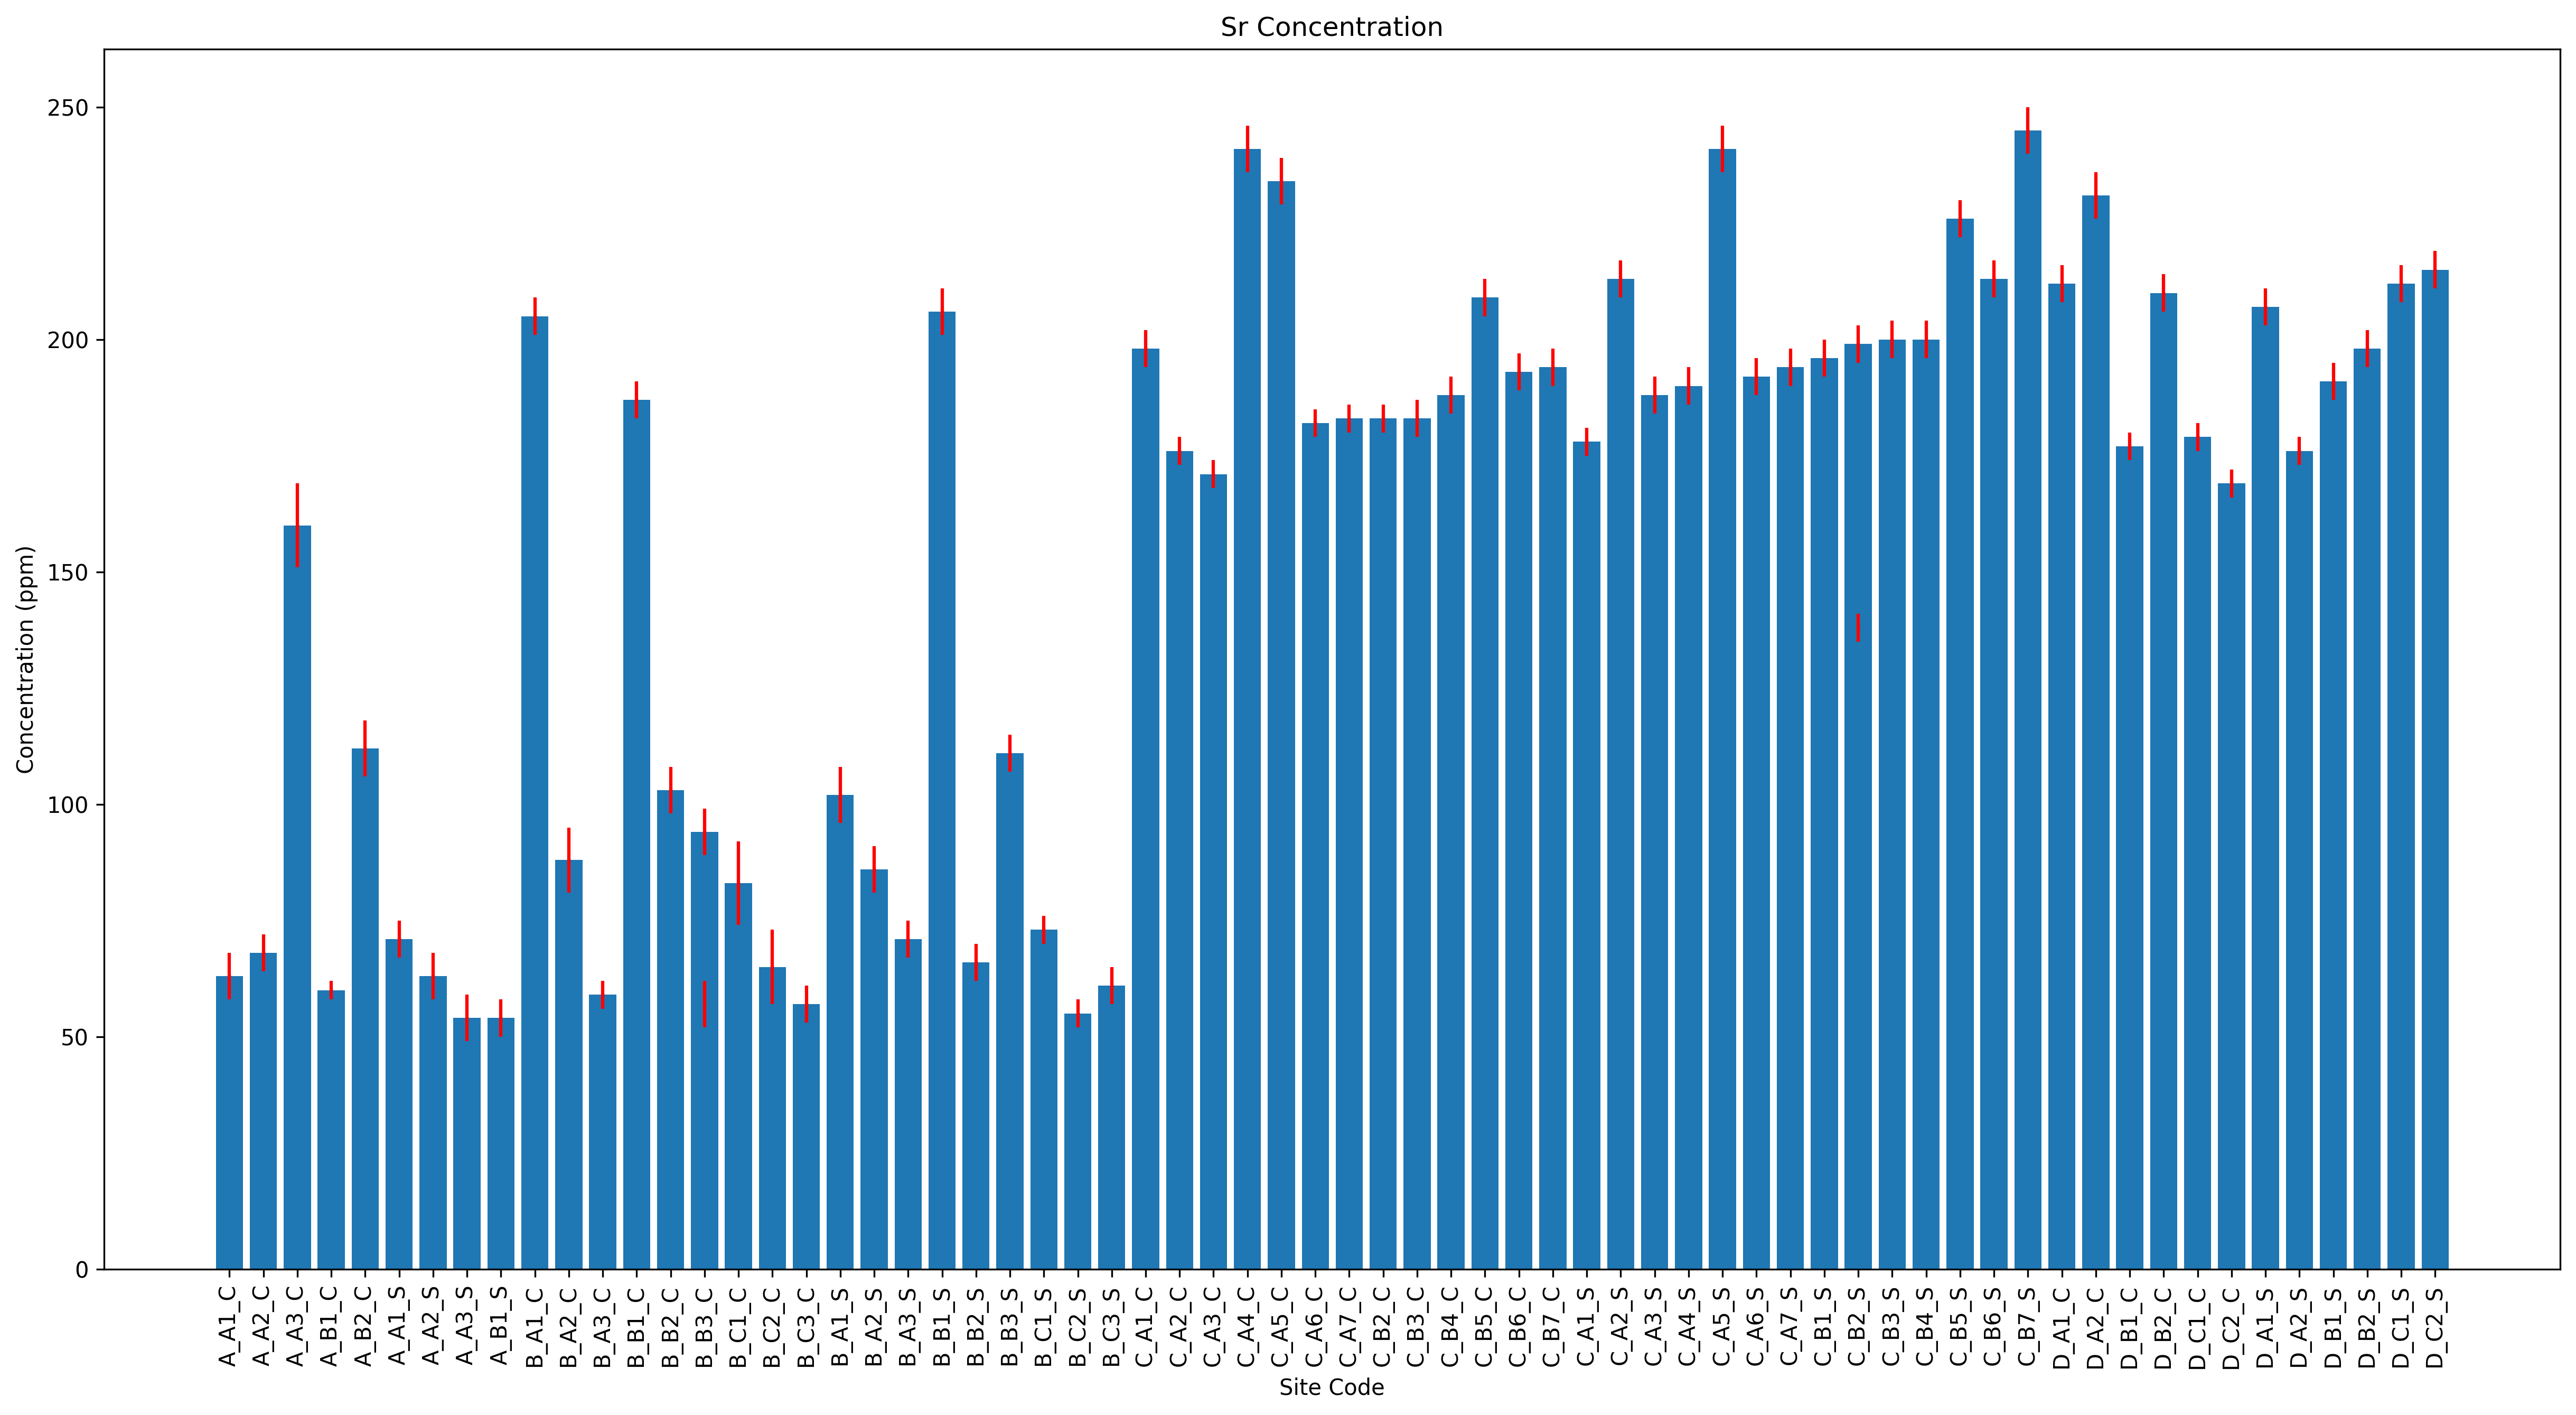 Sr Concentration
Concentration (ppm)
250
200
150
100
50
0
A_A1_C
A_A2_C
A_A3_C
A_B1_C
A_B2_C
A_A1_S
A_A2_S
A_A3_S
A_B1_S
B_A1_C
B_A2_C
B_A3_C
B_B1_C
B_B2_C
B_B3_C
B_C1_C
B_C2_C
B_C3_C
B_A1_S
B_A2_S
B_A3_S
B_B1_S
B_B2_S
B_B3_S
B_C1_S
B_C2_S
B_C3_S
C_A1_C
C_A2_C
C_A3_C
C_A4_C
C_A5_C
C_A6_C
C_A7_C
C_B2_C
C_B3_C
C_B4_C
C_B5_C
C_B6_C
C_B7_C
C_A1_S
C_A2_S
C_A3_S
C_A4_S
C_A5_S
C_A6_S
C_A7_S
C_B1_S
C_B2_S
C_B3_S
C_B4_S
C_B5_S
C_B6_S
C_B7_S
D_A1_C
D_A2_C
D_B1_C
D_B2_C
D_C1_C
D_C2_C
D_A1_S
D_A2_S
D_B1_S
D_B2_S
D_C1_S
D_C2_S
Site Code